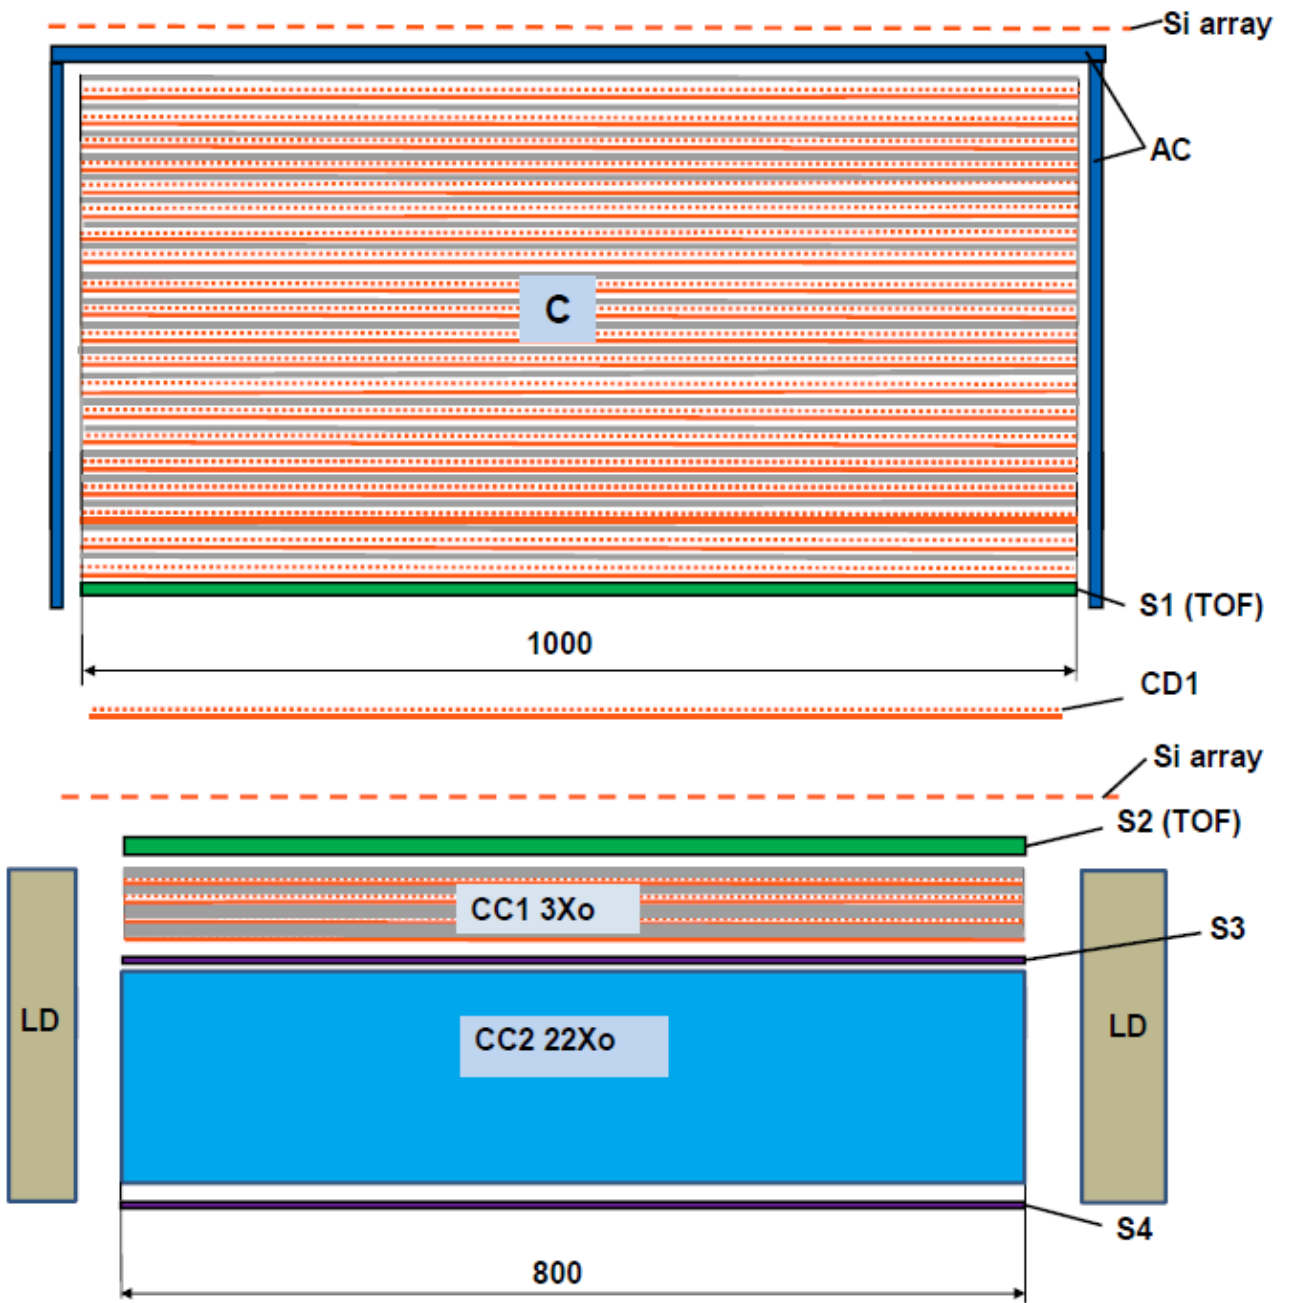 Si array
AC
C
S1 (TOF)
1000
CD1
Si array
S2 (TOF)
CC1 3Xo
S3
LD
CC2 22Xo
LD
S4
800